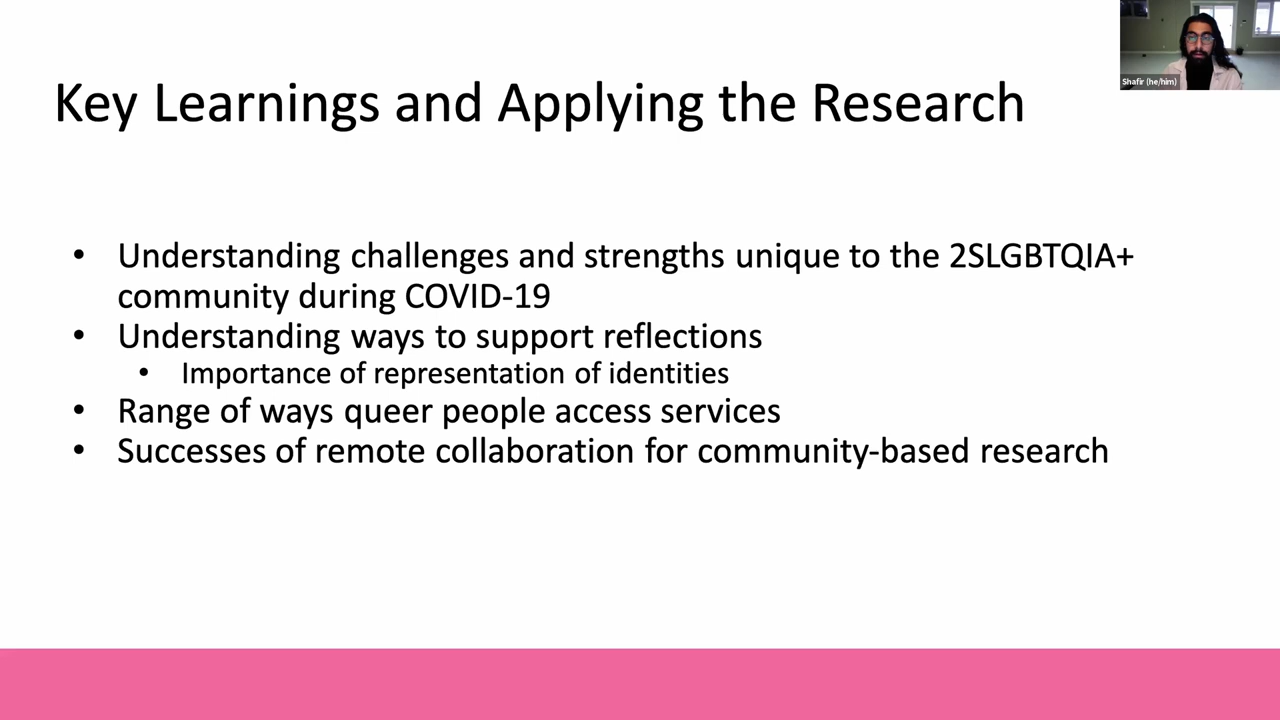 Shafir (he/him)
Key Learnings and Applying the Research
• Understanding challenges and strengths unique to the 2SLGBTQIA+
community during COVID-19
• Understanding ways to support reflections
• Importance of representation of identities
• Range of ways queer people access services
• Successes of remote collaboration for community-based research